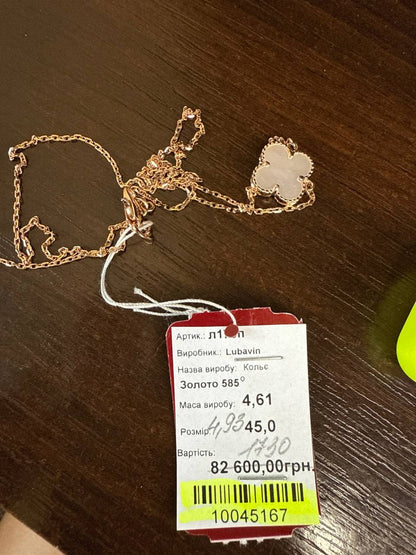 Артик.: л1
Виробник.: Lubavin
Назва виробу: Кольє
Золото 585°
Маса виробу: 4,61
Розмір 4,93 45,0
Вартість: 1730
82 600,00грн.
10045167